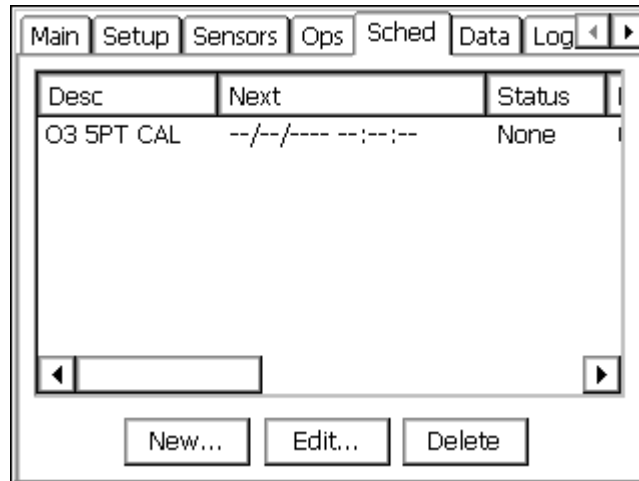 Main Setup Sensors Ops Sched Data Log
Desc Next Status
O3 5PT CAL --/--/---- --:--:-- None
New... Edit... Delete